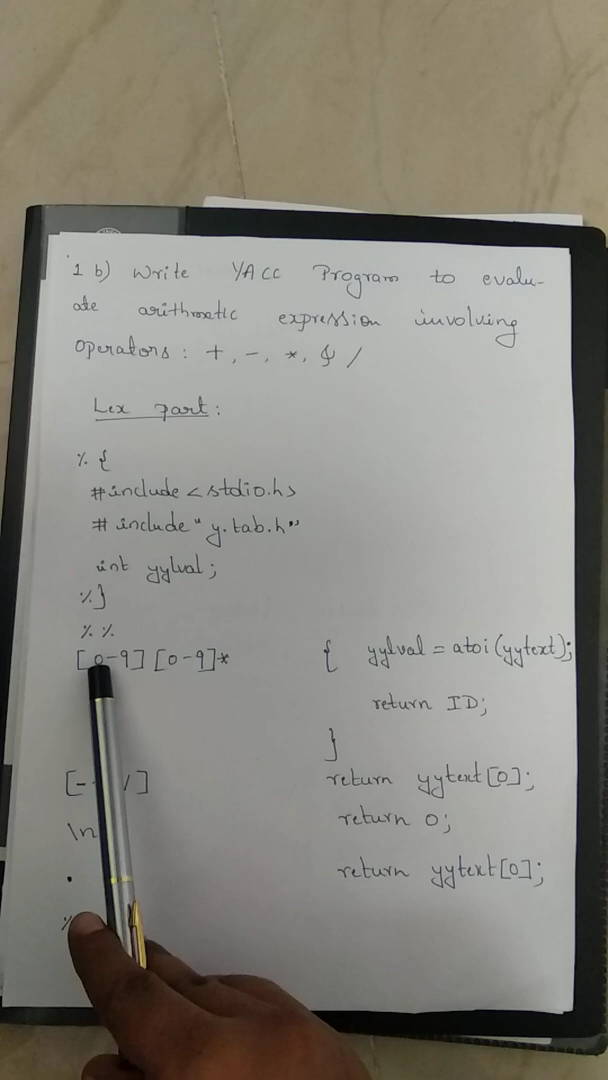 1 b) Write YACC Program to evalu-
ate arithmetic expression involving
operators : +, -, *, & /
Lex part :
%{
#include <stdio.h>
# include "y.tab.h"
int yylval;
%}
%%
[0-9] [0-9]* { yylval = atoi(yytext);
return ID;
}
[- /] return yytext[0];
\n return 0;
. return yytext[0];
%